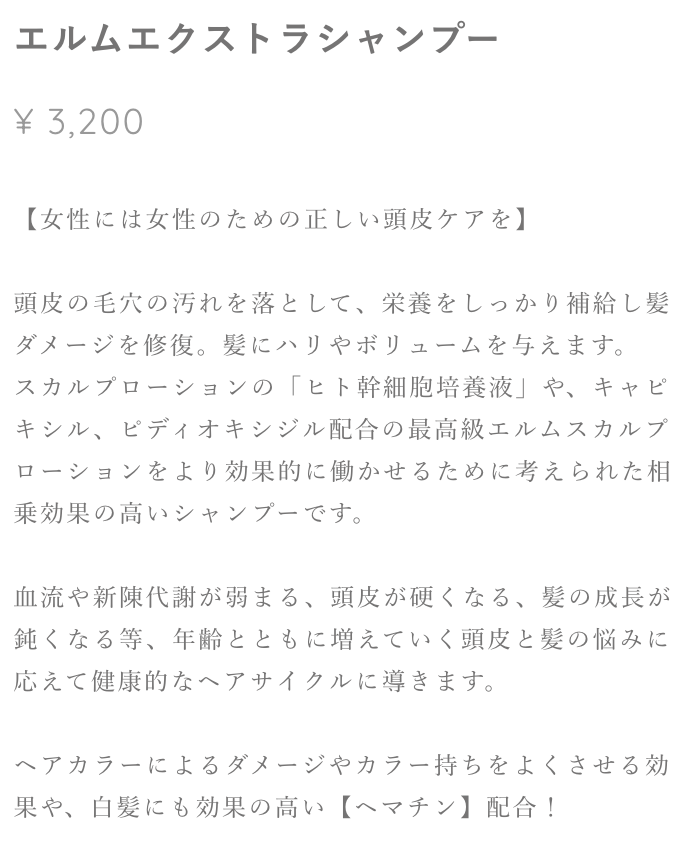 エルムエクストラシャンプー
¥ 3,200
【女性には女性のための正しい頭皮ケアを】
頭皮の毛穴の汚れを落として、栄養をしっかり補給し髪
ダメージを修復。髪にハリやボリュームを与えます。
スカルプローションの「ヒト幹細胞培養液」や、キャピ
キシル、ピディオキシジル配合の最高級エルムスカルプ
ローションをより効果的に働かせるために考えられた相
乗効果の高いシャンプーです。
血流や新陳代謝が弱まる、頭皮が硬くなる、髪の成長が
鈍くなる等、年齢とともに増えていく頭皮と髪の悩みに
応えて健康的なヘアサイクルに導きます。
ヘアカラーによるダメージやカラー持ちをよくさせる効
果や、白髪にも効果の高い【ヘマチン】配合！